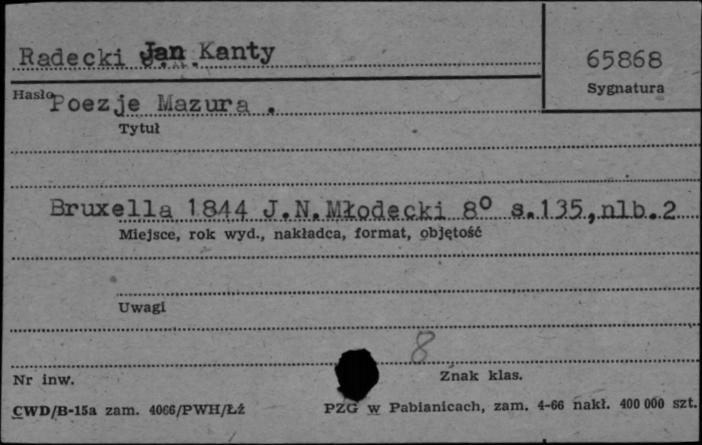 Radecki Jan Kanty
65868
Sygnatura
Hasło
Poezje Mazura .
Tytuł
Bruxella 1844 J.N.Młodecki 8° s.135,nlb.2
Miejsce, rok wyd., nakładca, format, objętość
Uwagi
8
Nr inw.
Znak klas.
CWD/B-15a zam. 4066/PWH/Łź
PZG w Pabianicach, zam. 4-66 nakł. 400 000 szt.